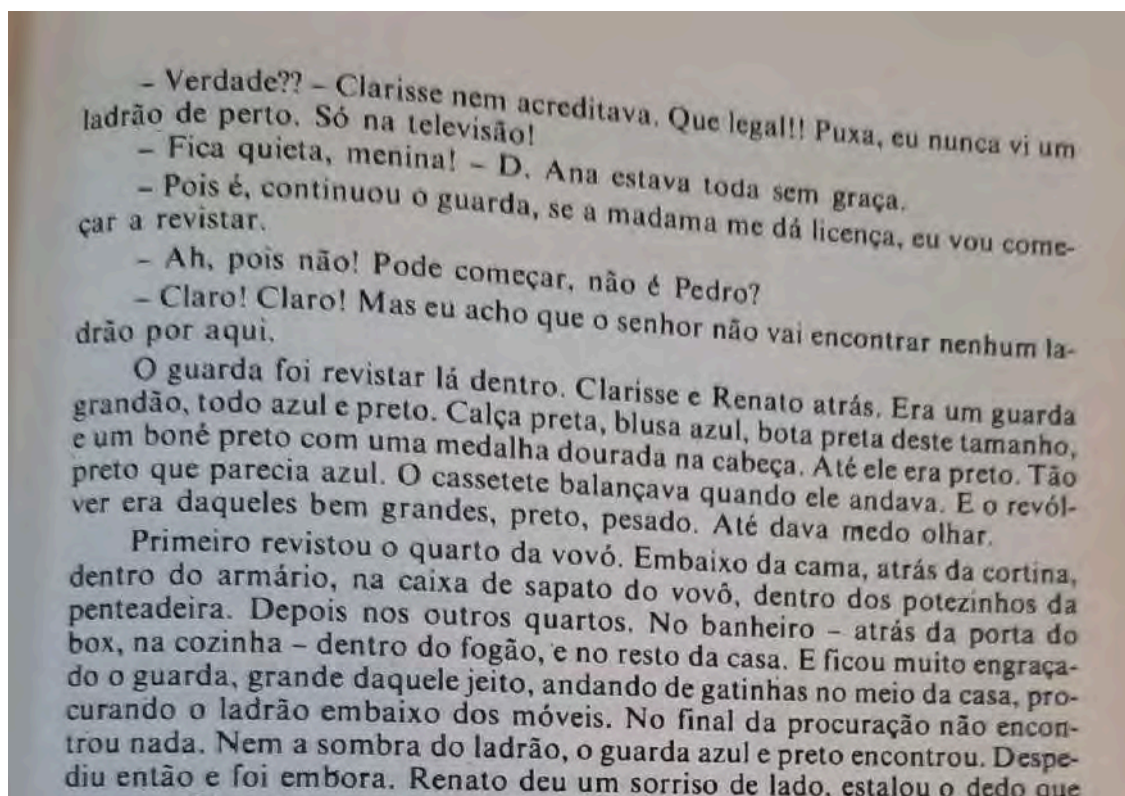 – Verdade?? – Clarisse nem acreditava. Que legal!! Puxa, eu nunca vi um
ladrão de perto. Só na televisão!
– Fica quieta, menina! – D. Ana estava toda sem graça.
– Pois é, continuou o guarda, se a madama me dá licença, eu vou come-
çar a revistar.
– Ah, pois não! Pode começar, não é Pedro?
– Claro! Claro! Mas eu acho que o senhor não vai encontrar nenhum la-
drão por aqui.
O guarda foi revistar lá dentro. Clarisse e Renato atrás. Era um guarda
grandão, todo azul e preto. Calça preta, blusa azul, bota preta deste tamanho,
e um boné preto com uma medalha dourada na cabeça. Até ele era preto. Tão
preto que parecia azul. O cassetete balançava quando ele andava. E o revól-
ver era daqueles bem grandes, preto, pesado. Até dava medo olhar.
Primeiro revistou o quarto da vovó. Embaixo da cama, atrás da cortina,
dentro do armário, na caixa de sapato do vovô, dentro dos potezinhos da
penteadeira. Depois nos outros quartos. No banheiro – atrás da porta do
box, na cozinha – dentro do fogão, e no resto da casa. E ficou muito engraça-
do o guarda, grande daquele jeito, andando de gatinhas no meio da casa, pro-
curando o ladrão embaixo dos móveis. No final da procuração não encon-
trou nada. Nem a sombra do ladrão, o guarda azul e preto encontrou. Despe-
diu então e foi embora. Renato deu um sorriso de lado, estalou o dedo que